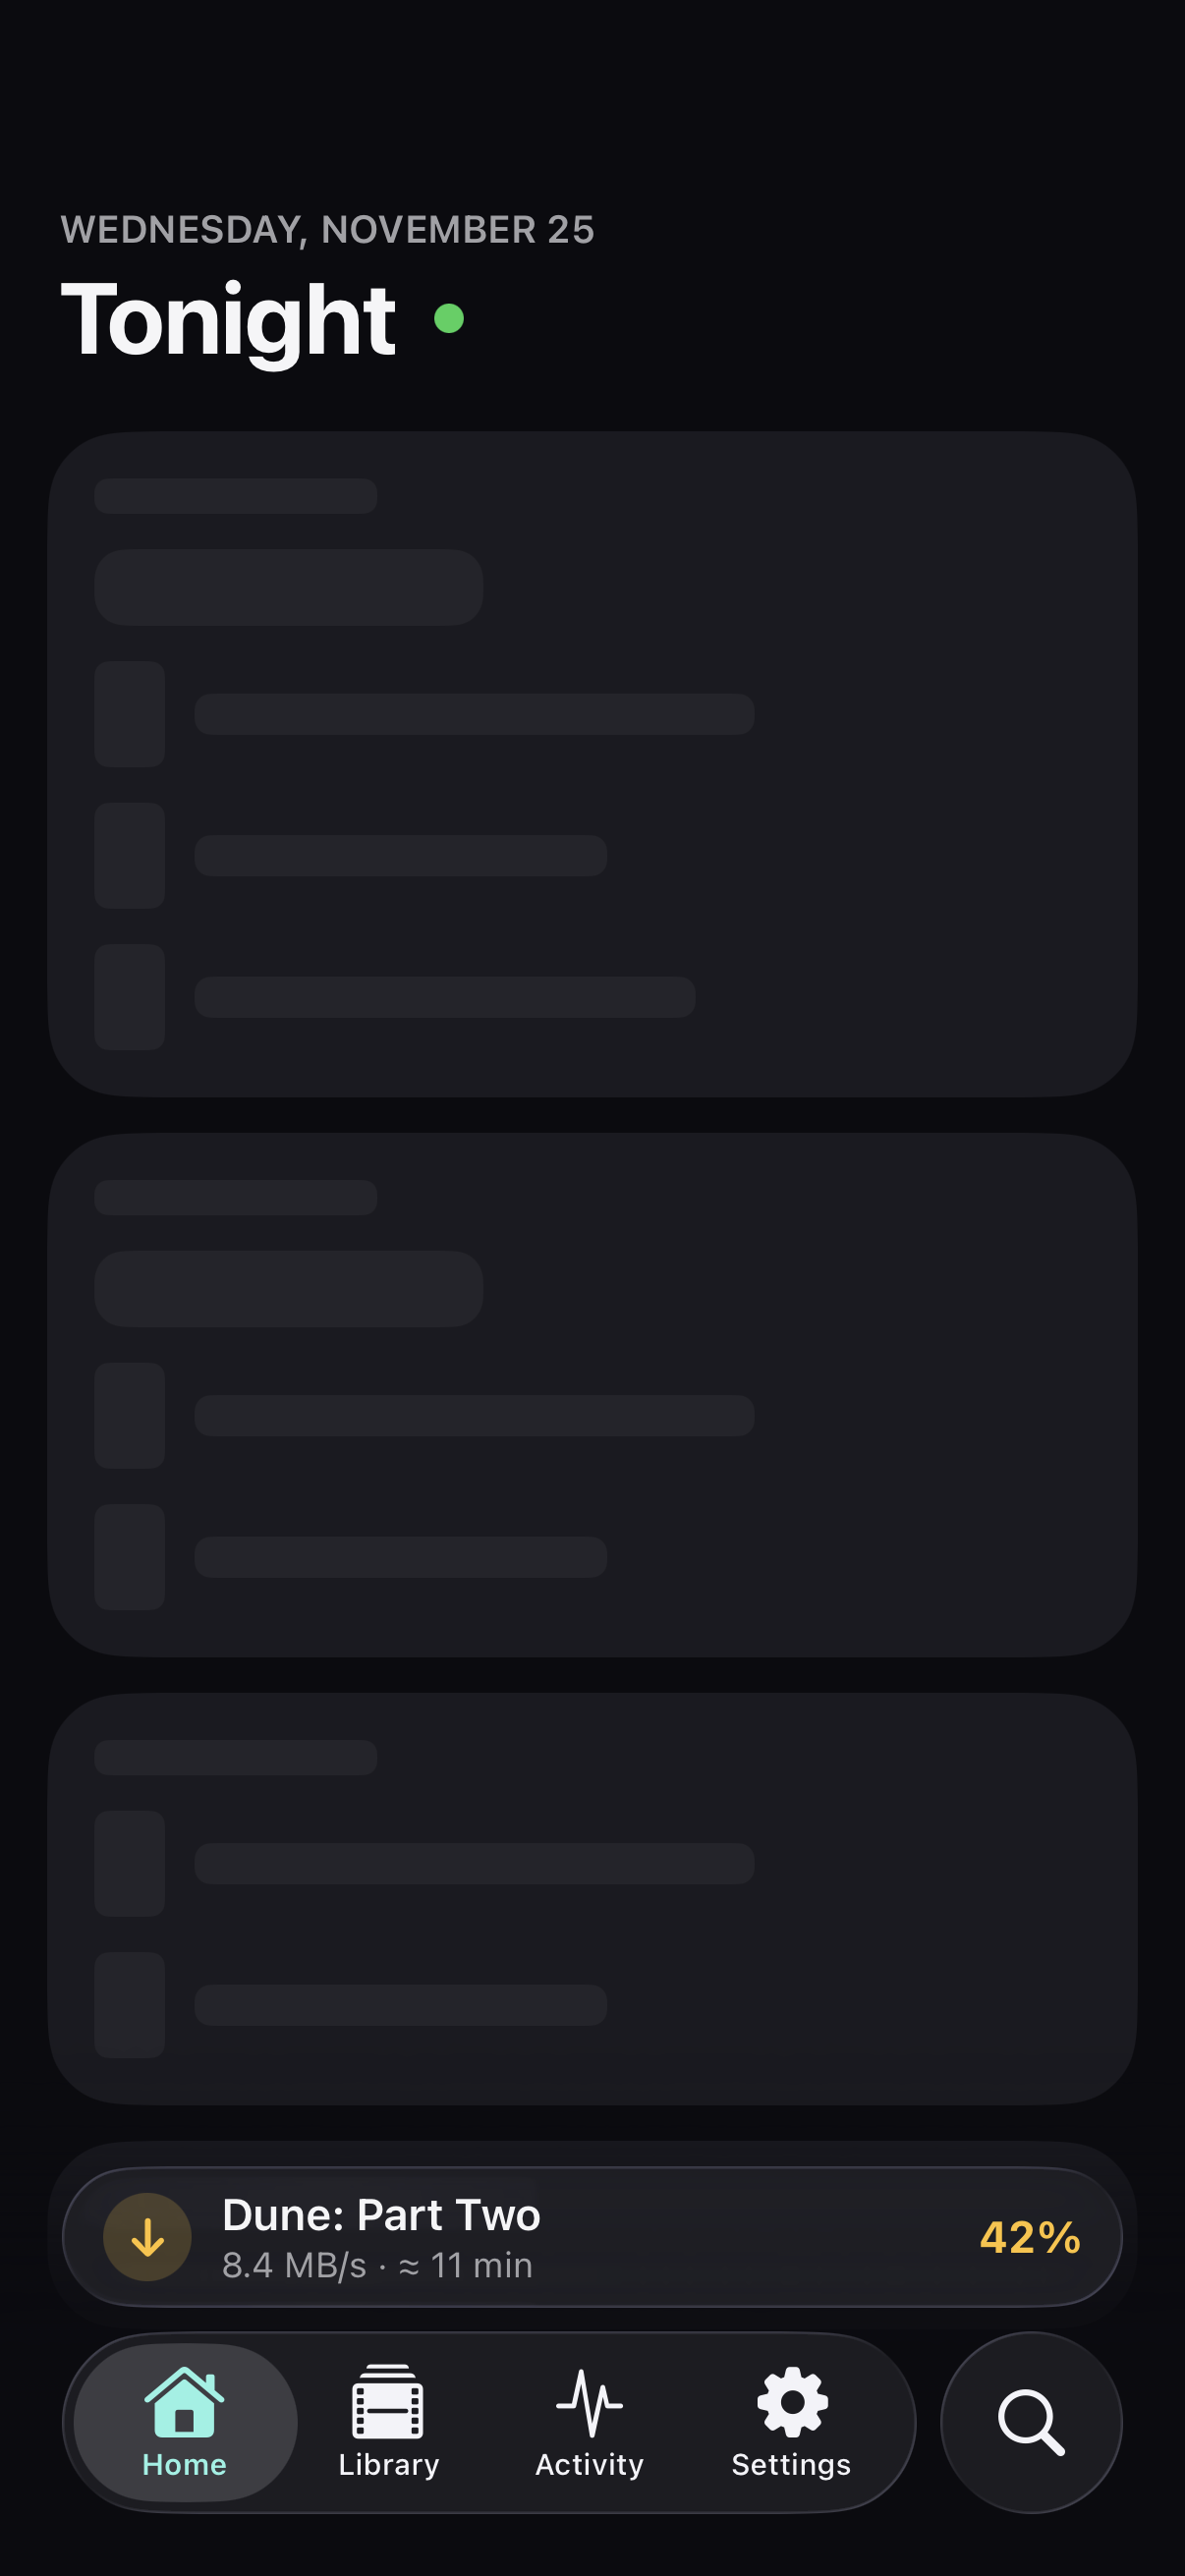 WEDNESDAY, NOVEMBER 25
Tonight
Dune: Part Two
8.4 MB/s · ≈ 11 min
42%
Home
Library
Activity
Settings